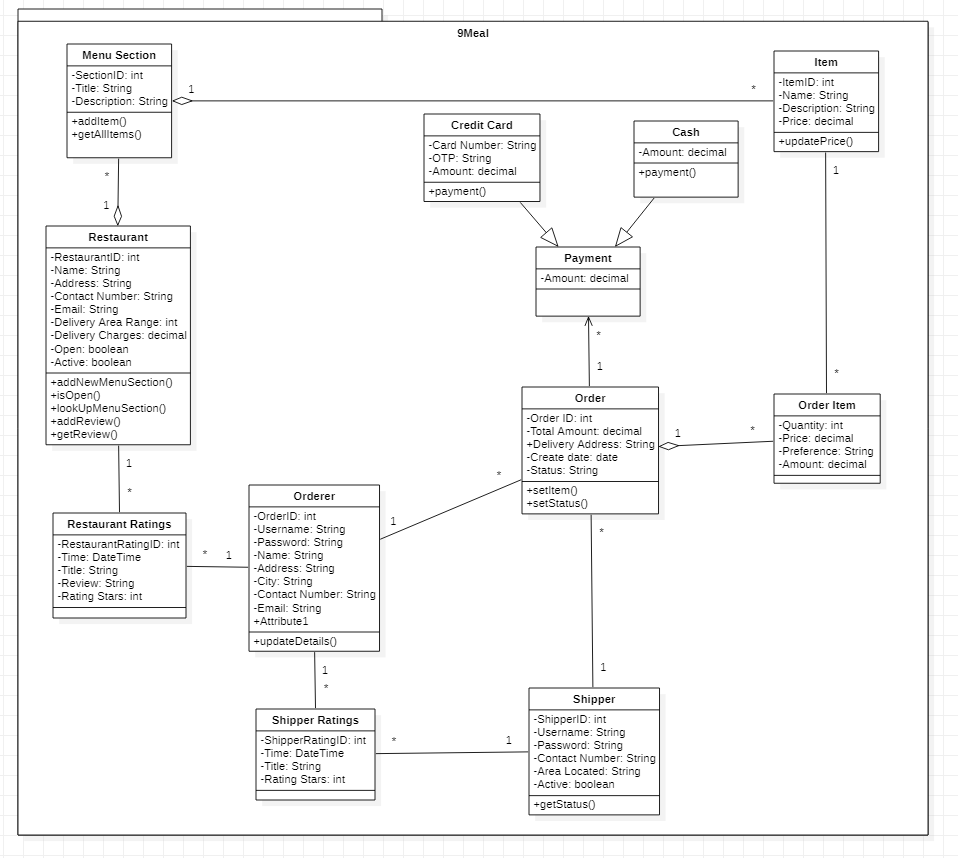 9Meal
Menu Section
-SectionID: int
-Title: String
-Description: String
+addItem()
+getAllItems()
1
*
Item
-ItemID: int
-Name: String
-Description: String
-Price: decimal
+updatePrice()
Credit Card
-Card Number: String
-OTP: String
-Amount: decimal
+payment()
Cash
-Amount: decimal
+payment()
*
1
1
*
Restaurant
-RestaurantID: int
-Name: String
-Address: String
-Contact Number: String
-Email: String
-Delivery Area Range: int
-Delivery Charges: decimal
-Open: boolean
-Active: boolean
+addNewMenuSection()
+isOpen()
+lookUpMenuSection()
+addReview()
+getReview()
Payment
-Amount: decimal
*
1
Order
-Order ID: int
-Total Amount: decimal
+Delivery Address: String
-Create date: date
-Status: String
+setItem()
+setStatus()
1
*
Order Item
-Quantity: int
-Price: decimal
-Preference: String
-Amount: decimal
1
*
Restaurant Ratings
-RestaurantRatingID: int
-Time: DateTime
-Title: String
-Review: String
-Rating Stars: int
*
1
Orderer
-OrderID: int
-Username: String
-Password: String
-Name: String
-Address: String
-City: String
-Contact Number: String
-Email: String
+Attribute1
+updateDetails()
1
*
*
1
1
*
Shipper Ratings
-ShipperRatingID: int
-Time: DateTime
-Title: String
-Rating Stars: int
*
1
Shipper
-ShipperID: int
-Username: String
-Password: String
-Contact Number: String
-Area Located: String
-Active: boolean
+getStatus()